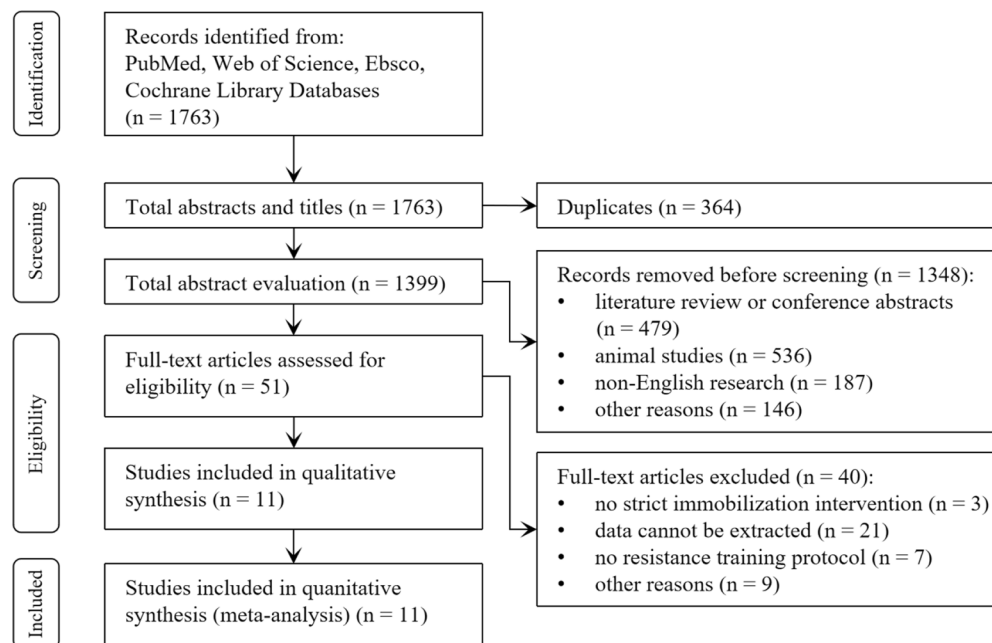 Identification
Records identified from:
PubMed, Web of Science, Ebsco,
Cochrane Library Databases
(n = 1763)
Screening
Total abstracts and titles (n = 1763)
Duplicates (n = 364)
Total abstract evaluation (n = 1399)
Records removed before screening (n = 1348):
• literature review or conference abstracts
(n = 479)
• animal studies (n = 536)
• non-English research (n = 187)
• other reasons (n = 146)
Eligibility
Full-text articles assessed for
eligibility (n = 51)
Full-text articles excluded (n = 40):
• no strict immobilization intervention (n = 3)
• data cannot be extracted (n = 21)
• no resistance training protocol (n = 7)
• other reasons (n = 9)
Studies included in qualitative
synthesis (n = 11)
Included
Studies included in quantitative
synthesis (meta-analysis) (n = 11)